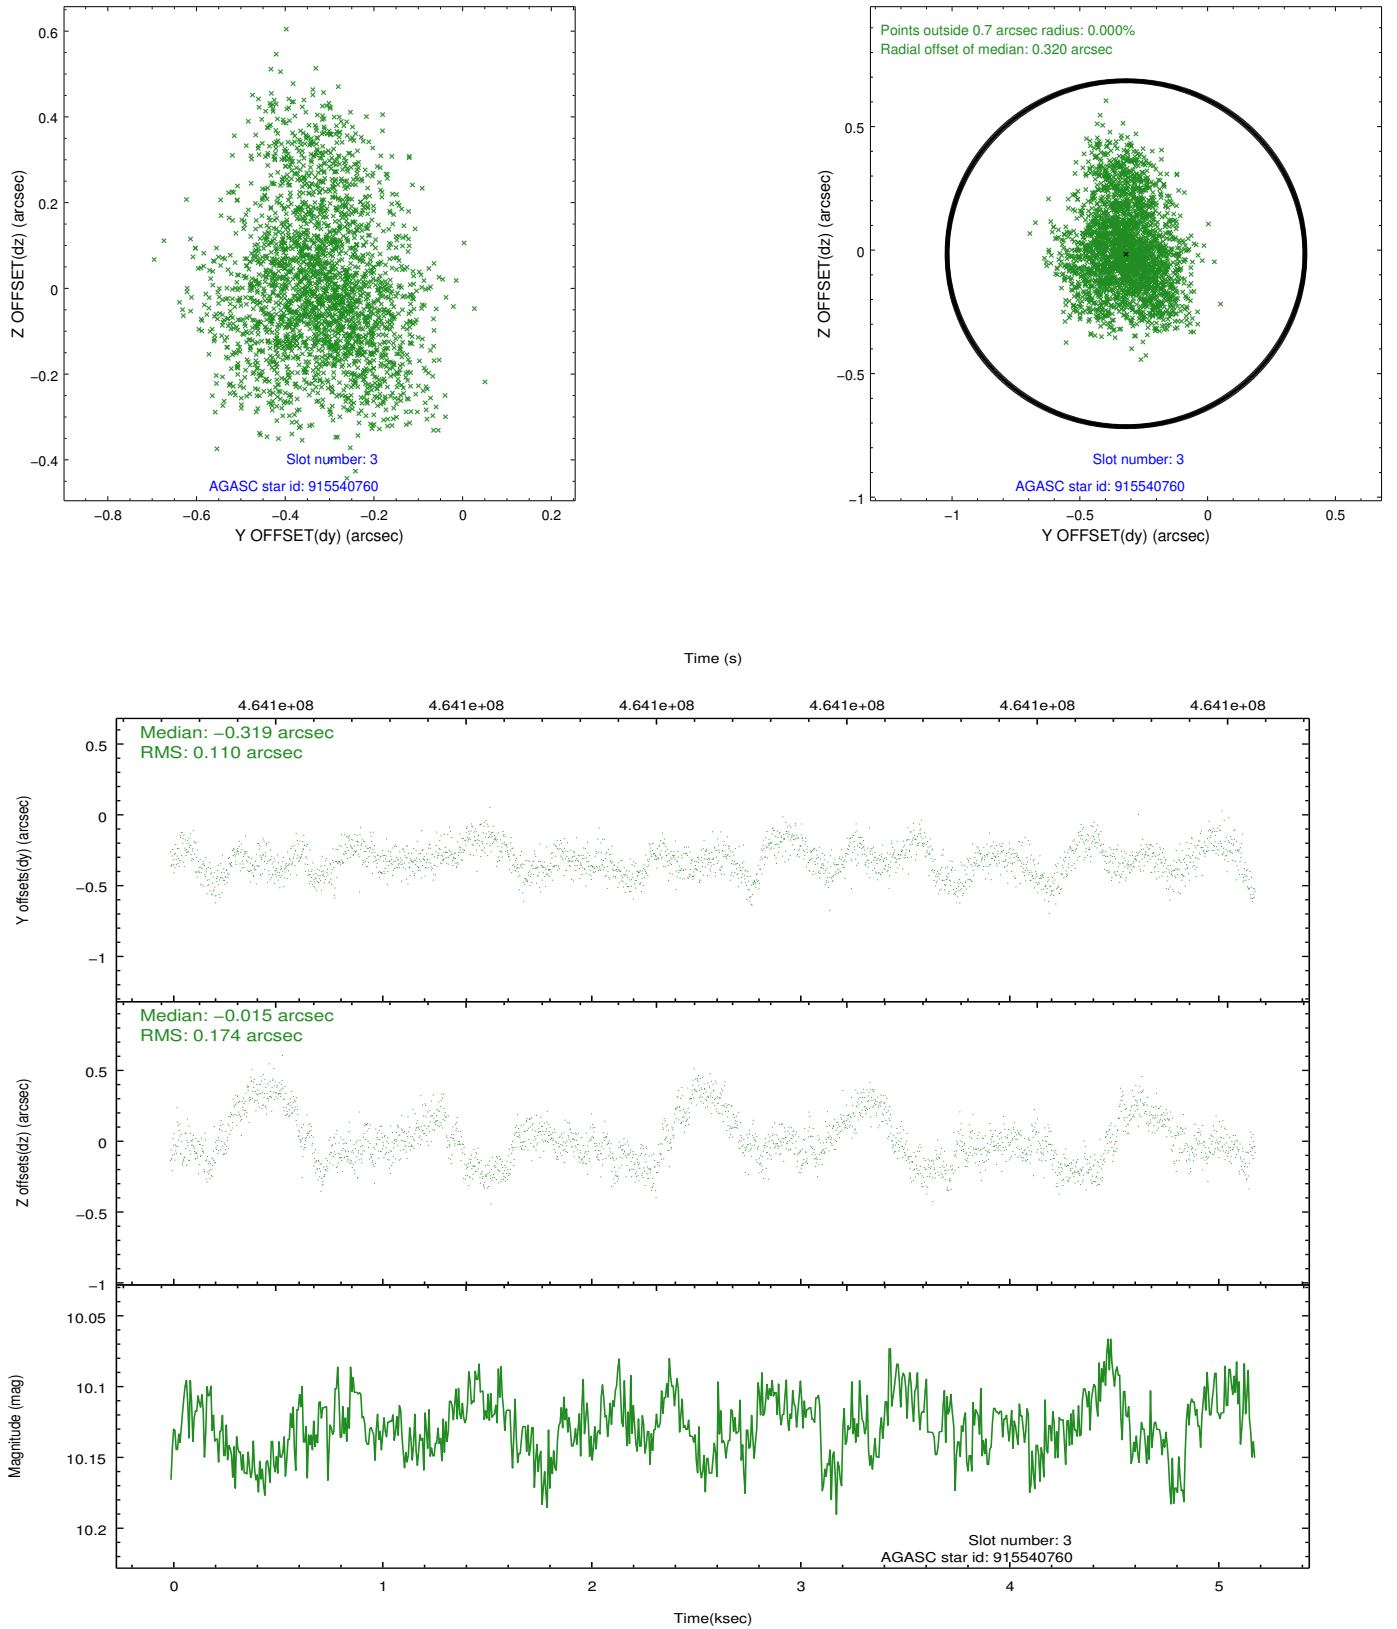 0.6
0.4
0.2
0
−0.2
−0.4
Z OFFSET(dz) (arcsec)
Slot number: 3
AGASC star id: 915540760
−0.8 −0.6 −0.4 −0.2 0 0.2
Y OFFSET(dy) (arcsec)
Points outside 0.7 arcsec radius: 0.000%
Radial offset of median: 0.320 arcsec
0.5
0
−0.5
−1
Z OFFSET(dz) (arcsec)
Slot number: 3
AGASC star id: 915540760
−1 −0.5 0 0.5
Y OFFSET(dy) (arcsec)
Time (s)
4.641e+08 4.641e+08 4.641e+08 4.641e+08 4.641e+08 4.641e+08
Median: −0.319 arcsec
RMS: 0.110 arcsec
0.5
0
−0.5
−1
Y offsets(dy) (arcsec)
Median: −0.015 arcsec
RMS: 0.174 arcsec
0.5
0
−0.5
−1
Z offsets(dz) (arcsec)
10.05
10.1
10.15
10.2
Magnitude (mag)
Slot number: 3
AGASC star id: 915540760
0 1 2 3 4 5
Time(ksec)